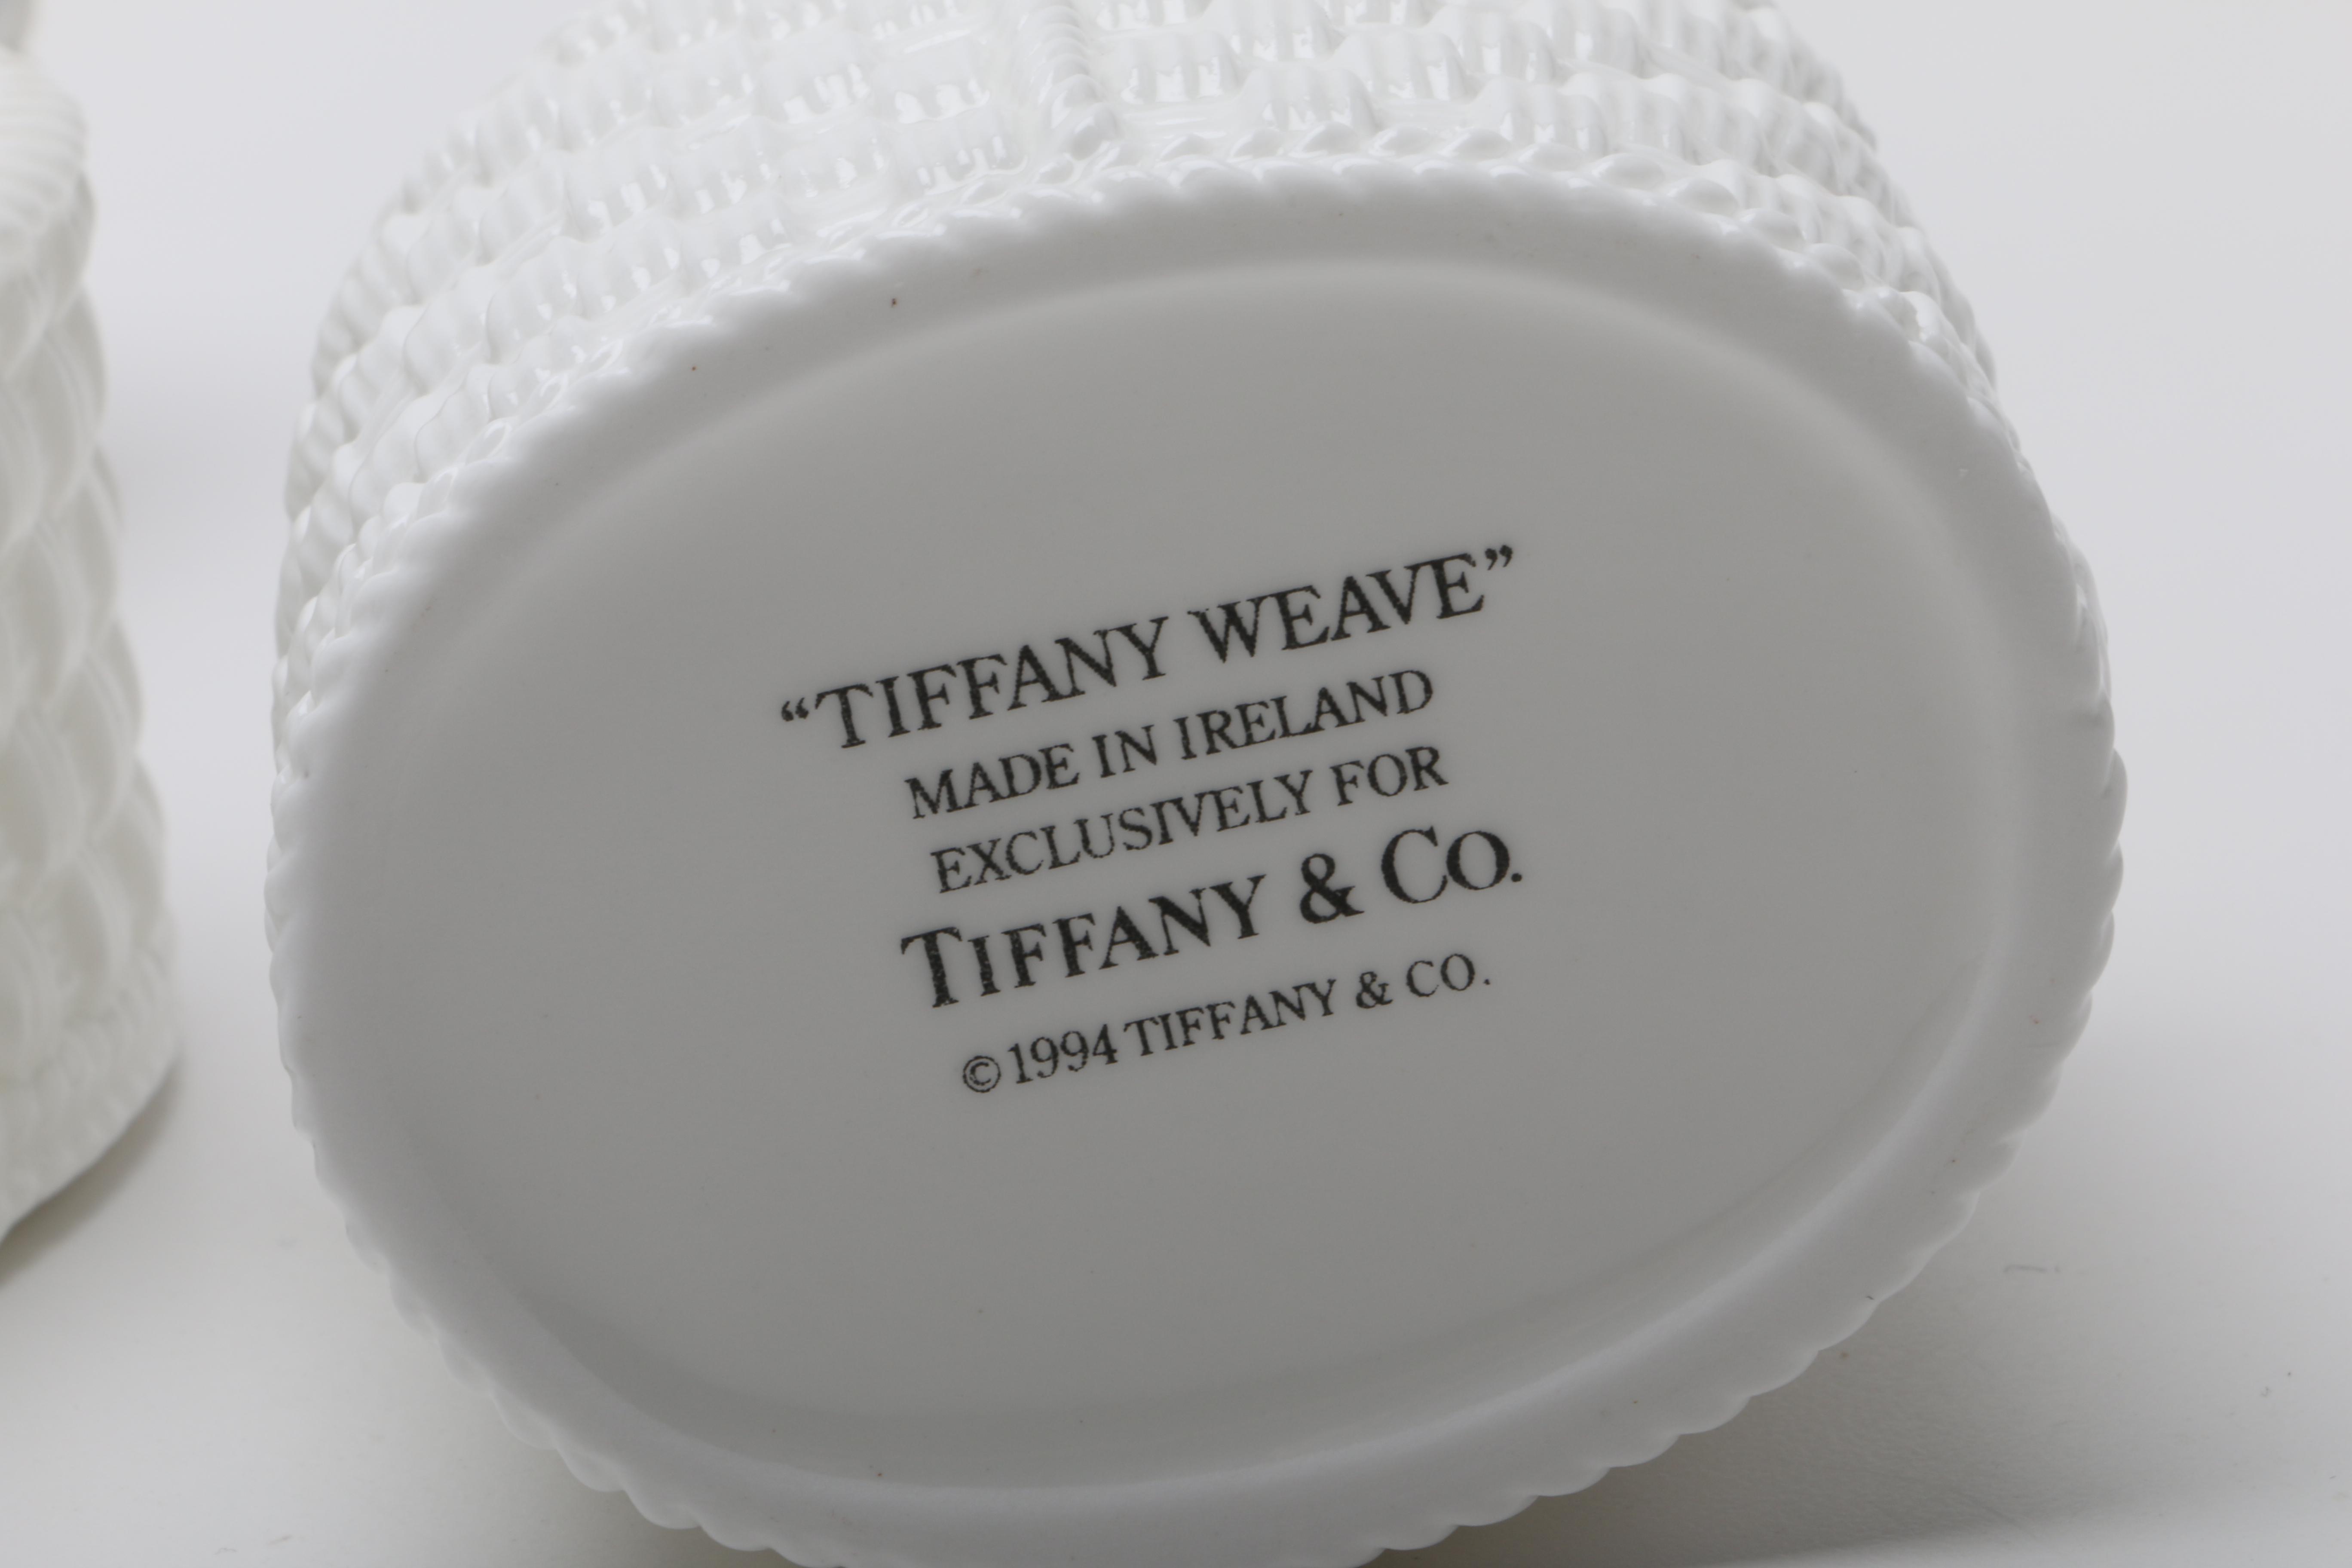 “TIFFANY WEAVE”
MADE IN IRELAND
EXCLUSIVELY FOR
TIFFANY & CO.
©1994 TIFFANY & CO.